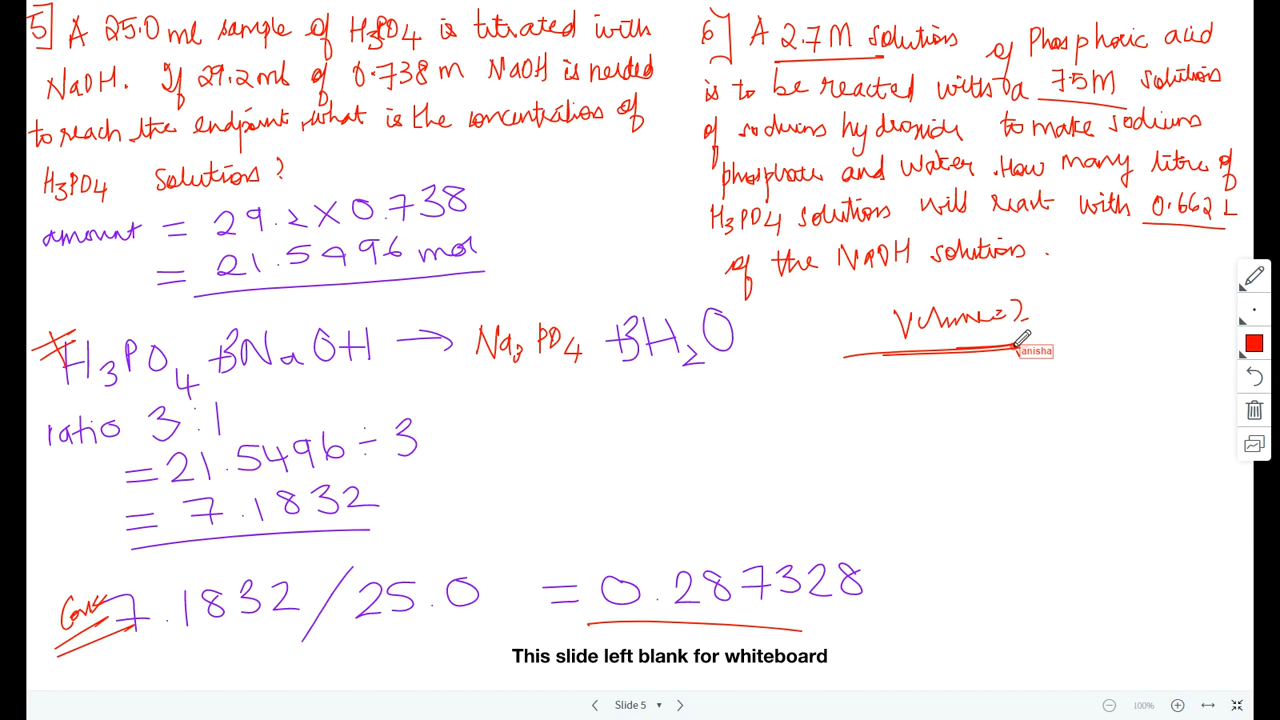 5] A 25.0 ml sample of H3PO4 is titrated with
NaOH. If 29.2 ml of 0.738 m NaOH is needed
to reach the endpoint, what is the concentration of
H3PO4 solution?
amount = 29.2 X 0.738
= 21.5496 mol
H3PO4 3NaOH → Na3PO4 3H2O
ratio 3:1
= 21.5496 ÷ 3
= 7.1832
7.1832/25.0 = 0.287328
6] A 2.7M solution of Phosphoric acid
is to be reacted with a 7.5M solution
of sodium hydroxide to make sodium
phosphate and water. How many litre of
H3PO4 solution will react with 0.662 L
of the NaOH solution.
Volume = ?
anisha
This slide left blank for whiteboard
Slide 5
100%